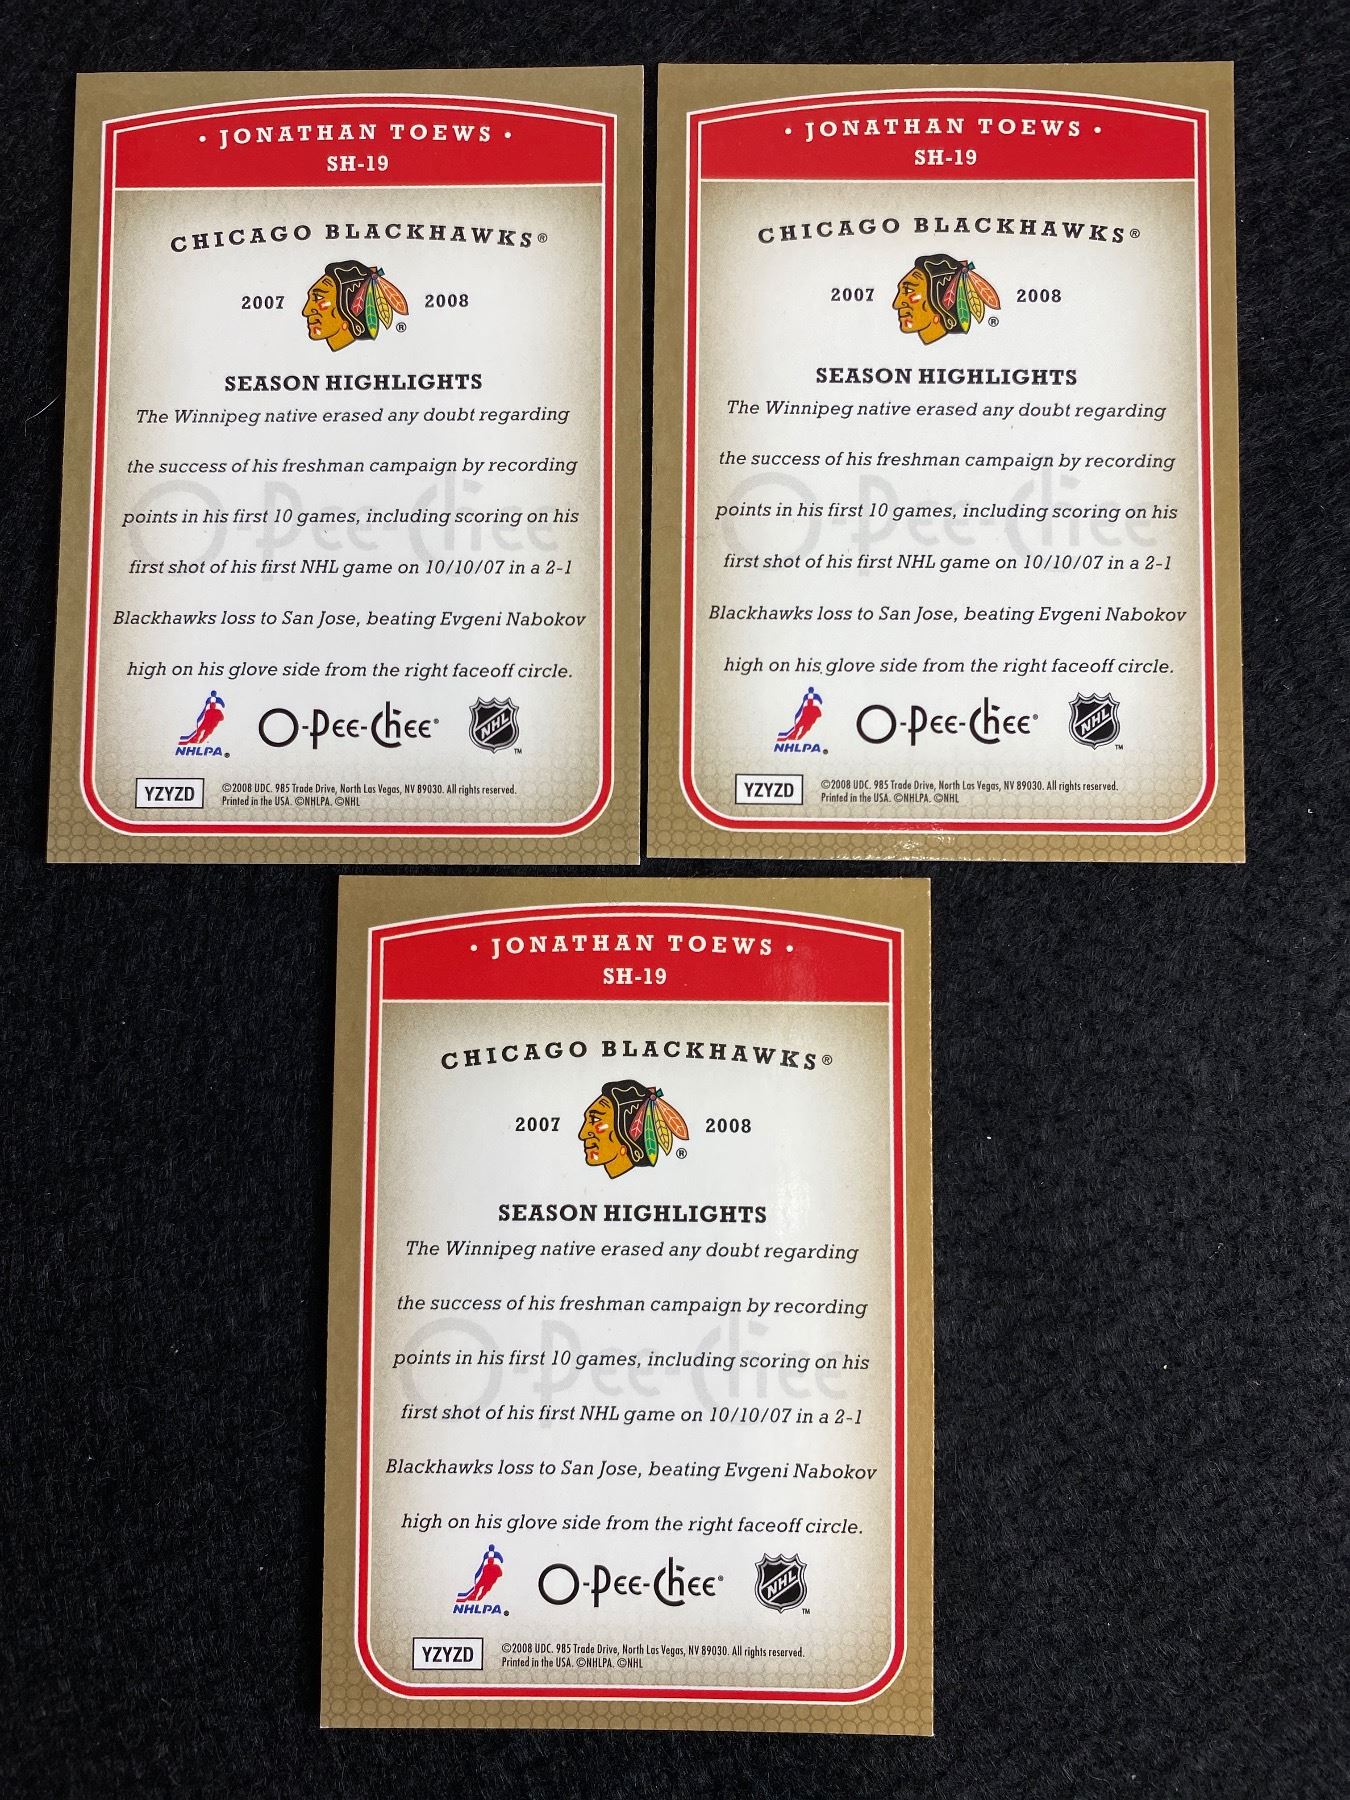 • JONATHAN TOEWS •
SH-19
CHICAGO BLACKHAWKS®
2007 2008
®
SEASON HIGHLIGHTS
The Winnipeg native erased any doubt regarding
the success of his freshman campaign by recording
points in his first 10 games, including scoring on his
first shot of his first NHL game on 10/10/07 in a 2-1
Blackhawks loss to San Jose, beating Evgeni Nabokov
high on his glove side from the right faceoff circle.
NHLPA® O-Pee-Chee® NHL™
YZYZD ©2008 UDC. 985 Trade Drive, North Las Vegas, NV 89030. All rights reserved.
Printed in the USA. ©NHLPA. ©NHL
• JONATHAN TOEWS •
SH-19
CHICAGO BLACKHAWKS®
2007 2008
®
SEASON HIGHLIGHTS
The Winnipeg native erased any doubt regarding
the success of his freshman campaign by recording
points in his first 10 games, including scoring on his
first shot of his first NHL game on 10/10/07 in a 2-1
Blackhawks loss to San Jose, beating Evgeni Nabokov
high on his glove side from the right faceoff circle.
NHLPA® O-Pee-Chee® NHL™
YZYZD ©2008 UDC. 985 Trade Drive, North Las Vegas, NV 89030. All rights reserved.
Printed in the USA. ©NHLPA. ©NHL
• JONATHAN TOEWS •
SH-19
CHICAGO BLACKHAWKS®
2007 2008
®
SEASON HIGHLIGHTS
The Winnipeg native erased any doubt regarding
the success of his freshman campaign by recording
points in his first 10 games, including scoring on his
first shot of his first NHL game on 10/10/07 in a 2-1
Blackhawks loss to San Jose, beating Evgeni Nabokov
high on his glove side from the right faceoff circle.
NHLPA® O-Pee-Chee® NHL™
YZYZD ©2008 UDC. 985 Trade Drive, North Las Vegas, NV 89030. All rights reserved.
Printed in the USA. ©NHLPA. ©NHL